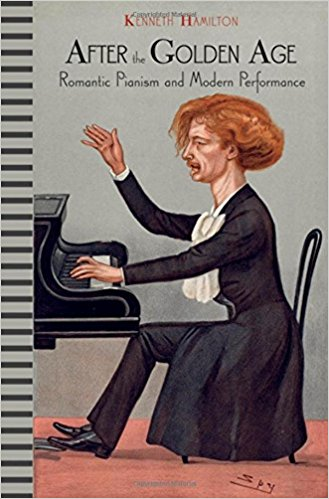 KENNETH HAMILTON
AFTER the GOLDEN AGE
Romantic Pianism and Modern Performance
Spy